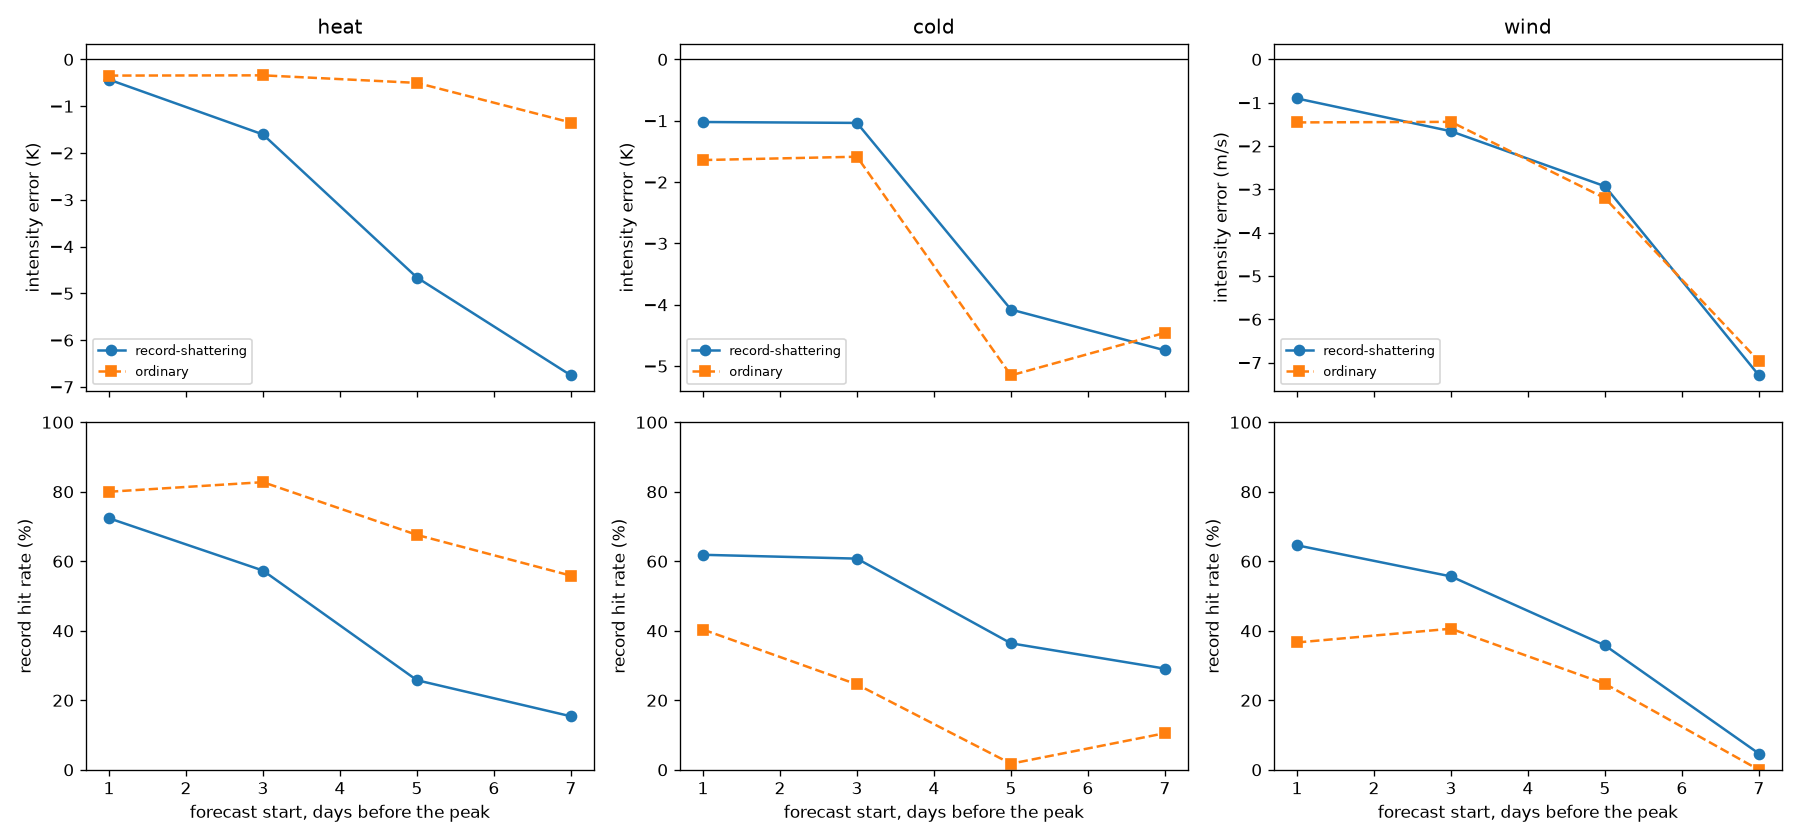 heat
0
−1
−2
−3
−4
−5
−6
−7
intensity error (K)
record-shattering
ordinary
cold
0
−1
−2
−3
−4
−5
intensity error (K)
record-shattering
ordinary
wind
0
−1
−2
−3
−4
−5
−6
−7
intensity error (m/s)
record-shattering
ordinary
100
80
60
40
20
0
record hit rate (%)
1 2 3 4 5 6 7
forecast start, days before the peak
100
80
60
40
20
0
record hit rate (%)
1 2 3 4 5 6 7
forecast start, days before the peak
100
80
60
40
20
0
record hit rate (%)
1 2 3 4 5 6 7
forecast start, days before the peak